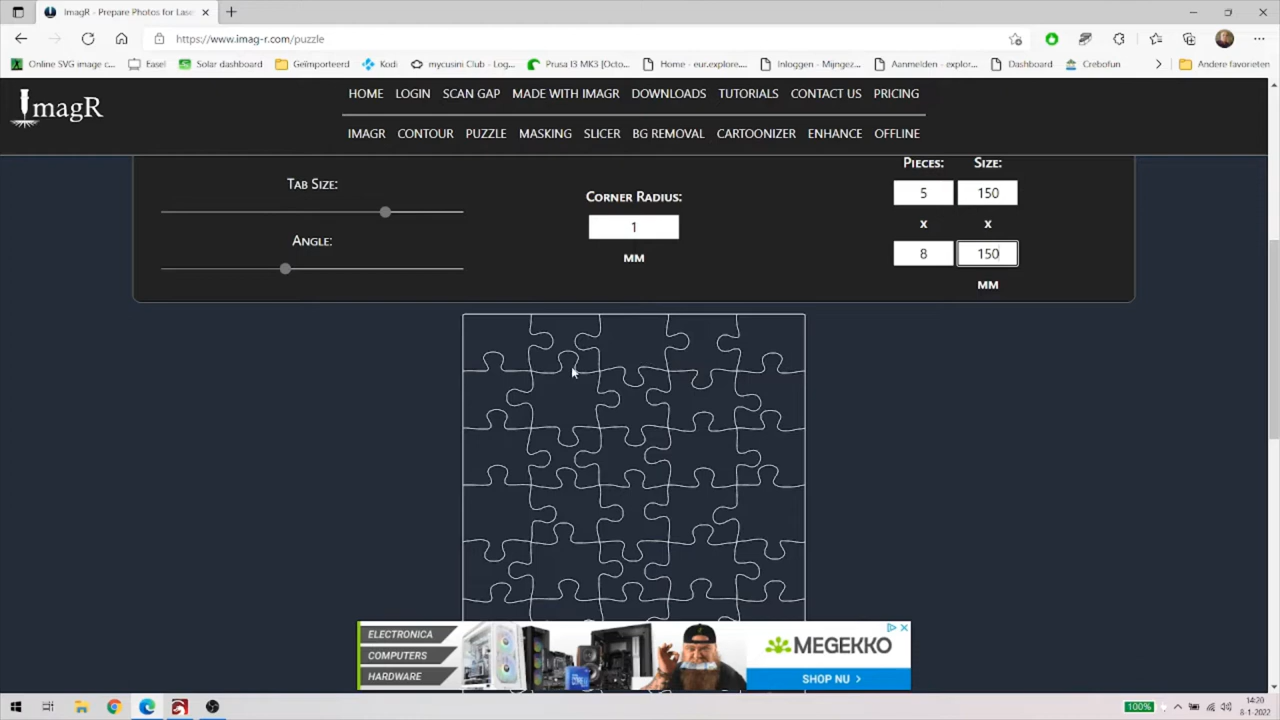 ImagR - Prepare Photos for Lase
https://www.imag-r.com/puzzle
Online SVG image c... Easel Solar dashboard Geïmporteerd Kodi mycusini Club - Log... Prusa I3 MK3 [Octo... Home - eur.explore... Inloggen - Mijngez... Aanmelden - explor... Dashboard Crebofun Andere favorieten
ImagR
HOME LOGIN SCAN GAP MADE WITH IMAGR DOWNLOADS TUTORIALS CONTACT US PRICING
IMAGR CONTOUR PUZZLE MASKING SLICER BG REMOVAL CARTOONIZER ENHANCE OFFLINE
PIECES: SIZE:
TAB SIZE:
CORNER RADIUS:
5 150
1
x x
ANGLE:
8 150
MM
MM
ELECTRONICA
COMPUTERS
HARDWARE
MEGEKKO
SHOP NU >
100%
14:20
8-1-2022